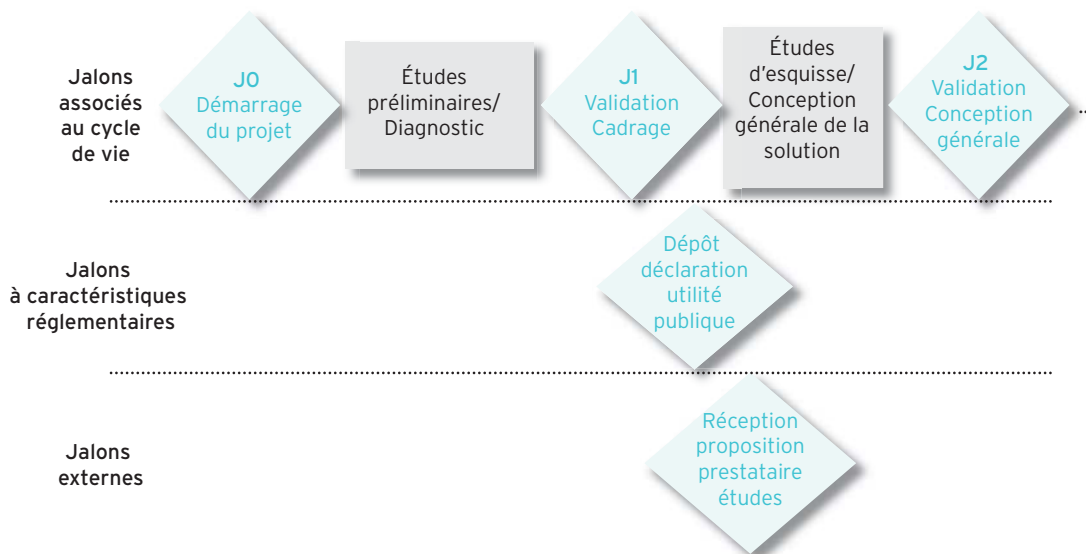 Jalons
associés
au cycle
de vie
J0
Démarrage
du projet
Études
préliminaires/
Diagnostic
J1
Validation
Cadrage
Études
d'esquisse/
Conception
générale de la
solution
J2
Validation
Conception
générale
Jalons
à caractéristiques
réglementaires
Dépôt
déclaration
utilité
publique
Jalons
externes
Réception
proposition
prestataire
études